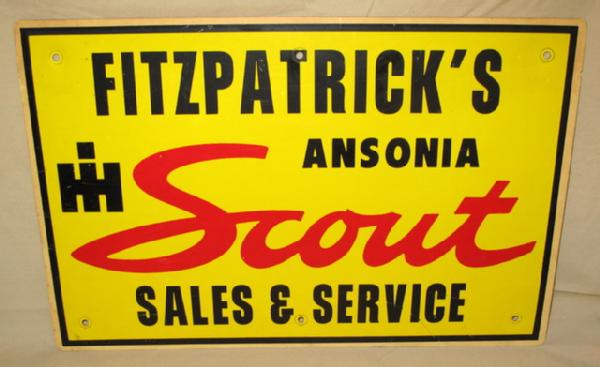 FITZPATRICK'S
ANSONIA
IH
Scout
SALES & SERVICE